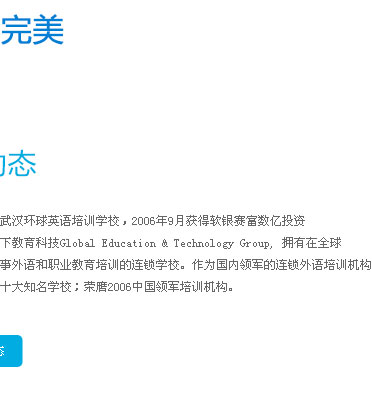 完美
动态
武汉环球英语培训学校，2006年9月获得软银赛富数亿投资
下教育科技Global Education & Technology Group, 拥有在全球
事外语和职业教育培训的连锁学校。作为国内领军的连锁外语培训机构
十大知名学校；荣膺2006中国领军培训机构。
态